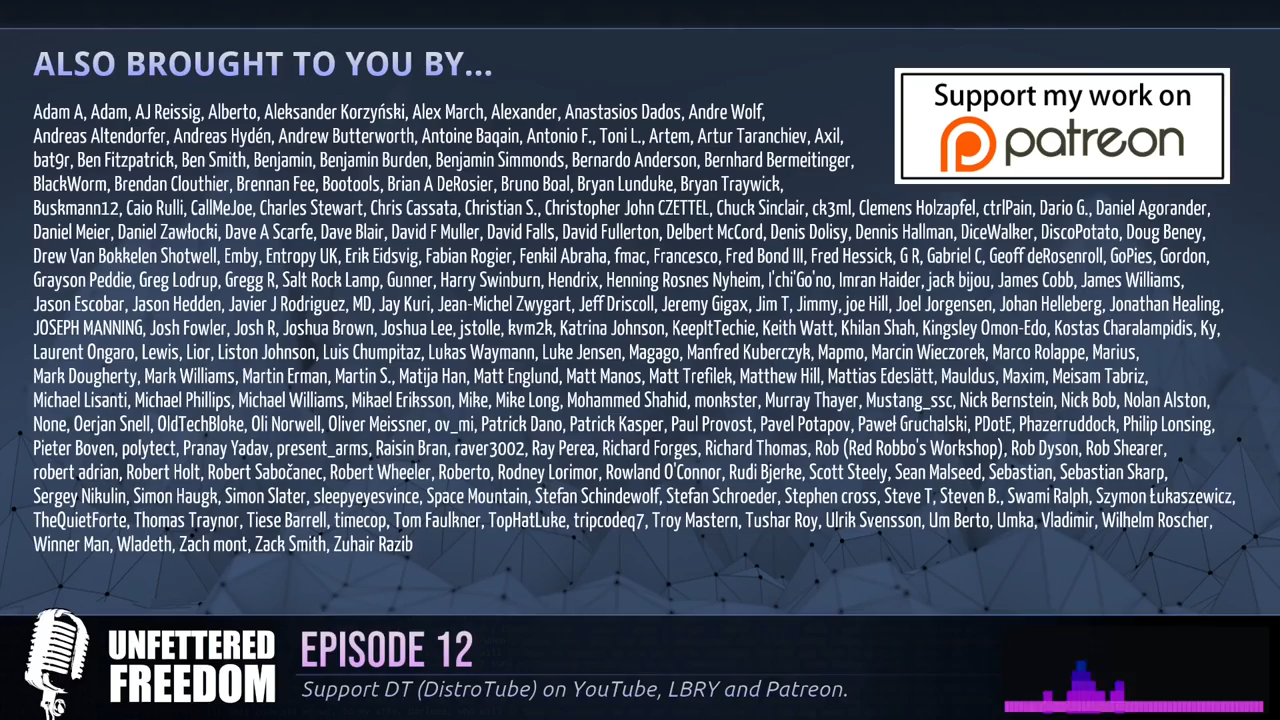 ALSO BROUGHT TO YOU BY...
Support my work on
patreon
Adam A, Adam, AJ Reissig, Alberto, Aleksander Korzyński, Alex March, Alexander, Anastasios Dados, Andre Wolf,
Andreas Altendorfer, Andreas Hydén, Andrew Butterworth, Antoine Baqain, Antonio F., Toni L., Artem, Artur Taranchiev, Axil,
bat9r, Ben Fitzpatrick, Ben Smith, Benjamin, Benjamin Burden, Benjamin Simmonds, Bernardo Anderson, Bernhard Bermeitinger,
BlackWorm, Brendan Clouthier, Brennan Fee, Bootools, Brian A DeRosier, Bruno Boal, Bryan Lunduke, Bryan Traywick,
Buskmann12, Caio Rulli, CallMeJoe, Charles Stewart, Chris Cassata, Christian S., Christopher John CZETTEL, Chuck Sinclair, ck3ml, Clemens Holzapfel, ctrlPain, Dario G., Daniel Agorander,
Daniel Meier, Daniel Zawłocki, Dave A Scarfe, Dave Blair, David F Muller, David Falls, David Fullerton, Delbert McCord, Denis Dolisy, Dennis Hallman, DiceWalker, DiscoPotato, Doug Beney,
Drew Van Bokkelen Shotwell, Emby, Entropy UK, Erik Eidsvig, Fabian Rogier, Fenkil Abraha, fmac, Francesco, Fred Bond III, Fred Hessick, G R, Gabriel C, Geoff deRosenroll, GoPies, Gordon,
Grayson Peddie, Greg Lodrup, Gregg R, Salt Rock Lamp, Gunner, Harry Swinburn, Hendrix, Henning Rosnes Nyheim, I'chi'Go'no, Imran Haider, jack bijou, James Cobb, James Williams,
Jason Escobar, Jason Hedden, Javier J Rodriguez, MD, Jay Kuri, Jean-Michel Zwygart, Jeff Driscoll, Jeremy Gigax, Jim T, Jimmy, joe Hill, Joel Jorgensen, Johan Helleberg, Jonathan Healing,
JOSEPH MANNING, Josh Fowler, Josh R, Joshua Brown, Joshua Lee, jstolle, kvm2k, Katrina Johnson, KeepItTechie, Keith Watt, Khilan Shah, Kingsley Omon-Edo, Kostas Charalampidis, Ky,
Laurent Ongaro, Lewis, Lior, Liston Johnson, Luis Chumpitaz, Lukas Waymann, Luke Jensen, Magago, Manfred Kuberczyk, Mapmo, Marcin Wieczorek, Marco Rolappe, Marius,
Mark Dougherty, Mark Williams, Martin Erman, Martin S., Matija Han, Matt Englund, Matt Manos, Matt Trefilek, Matthew Hill, Mattias Edeslätt, Mauldus, Maxim, Meisam Tabriz,
Michael Lisanti, Michael Phillips, Michael Williams, Mikael Eriksson, Mike, Mike Long, Mohammed Shahid, monkster, Murray Thayer, Mustang_ssc, Nick Bernstein, Nick Bob, Nolan Alston,
None, Oerjan Snell, OldTechBloke, Oli Norwell, Oliver Meissner, ov_mi, Patrick Dano, Patrick Kasper, Paul Provost, Pavel Potapov, Paweł Gruchalski, PDotE, Phazerruddock, Philip Lonsing,
Pieter Boven, polytect, Pranay Yadav, present_arms, Raisin Bran, raver3002, Ray Perea, Richard Forges, Richard Thomas, Rob (Red Robbo's Workshop), Rob Dyson, Rob Shearer,
robert adrian, Robert Holt, Robert Sabočanec, Robert Wheeler, Roberto, Rodney Lorimor, Rowland O'Connor, Rudi Bjerke, Scott Steely, Sean Malseed, Sebastian, Sebastian Skarp,
Sergey Nikulin, Simon Haugk, Simon Slater, sleepyeyesvince, Space Mountain, Stefan Schindewolf, Stefan Schroeder, Stephen cross, Steve T, Steven B., Swami Ralph, Szymon Łukaszewicz,
TheQuietForte, Thomas Traynor, Tiese Barrell, timecop, Tom Faulkner, TopHatLuke, tripcodeq7, Troy Mastern, Tushar Roy, Ulrik Svensson, Um Berto, Umka, Vladimir, Wilhelm Roscher,
Winner Man, Wladeth, Zach mont, Zack Smith, Zuhair Razib
UNFETTERED
FREEDOM
EPISODE 12
Support DT (DistroTube) on YouTube, LBRY and Patreon.